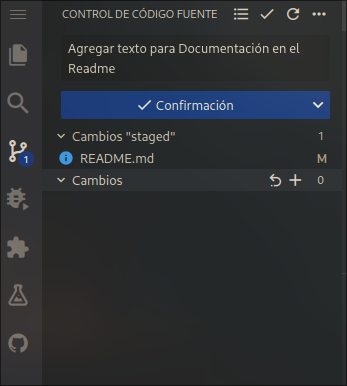 CONTROL DE CÓDIGO FUENTE
Agregar texto para Documentación en el
Readme
Confirmación
Cambios "staged" 1
README.md M
Cambios 0
1